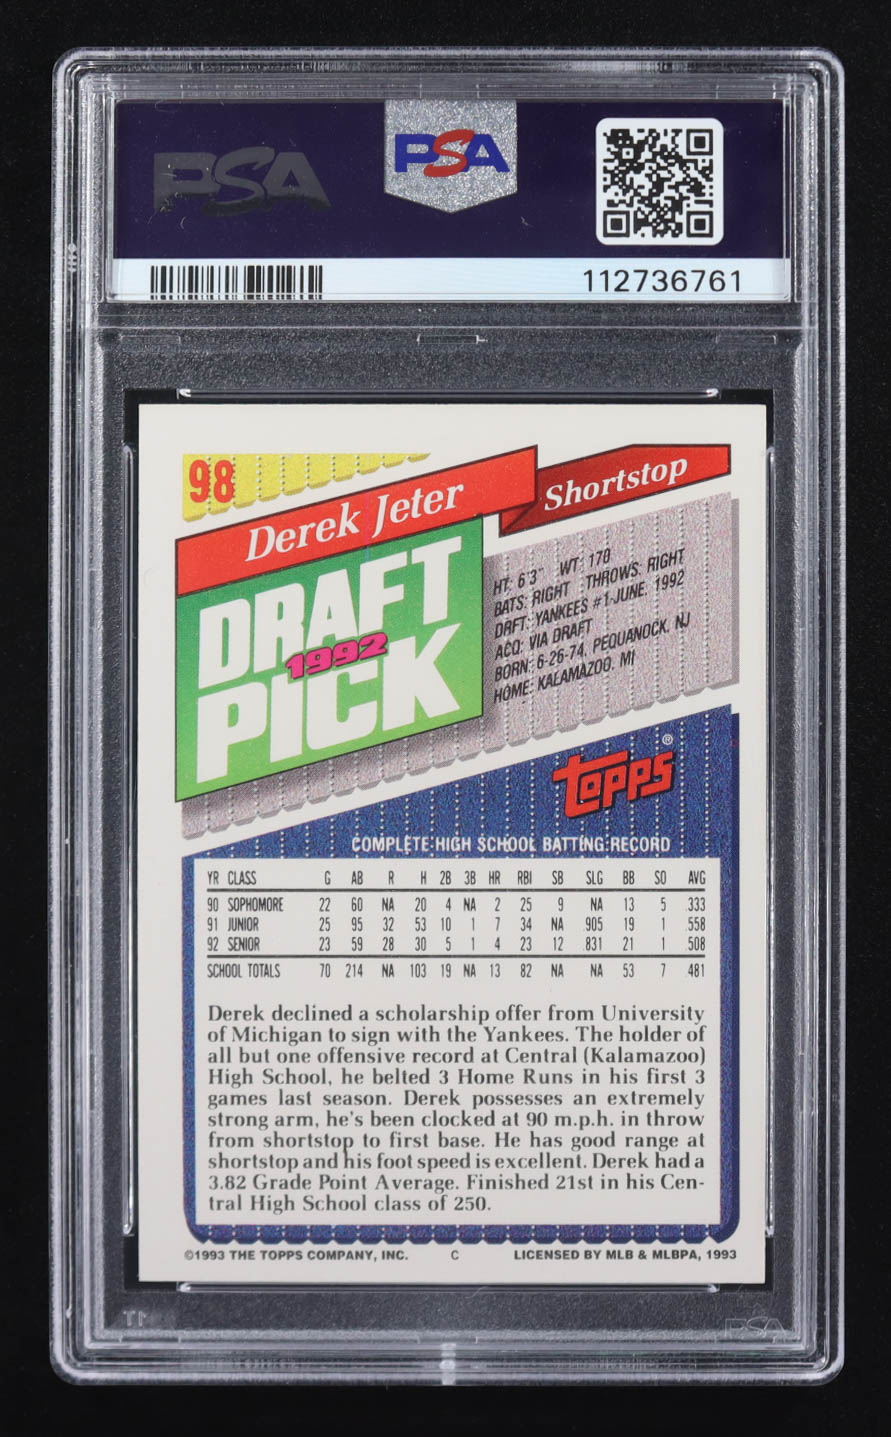 PSA
PSA
112736761
98
Derek Jeter
Shortstop
DRAFT
1992
PICK
HT: 6'3" WT: 170
BATS: RIGHT THROWS: RIGHT
DRFT: YANKEES #1-JUNE, 1992
ACQ: VIA DRAFT
BORN: 6-26-74, PEQUANOCK, NJ
HOME: KALAMAZOO, MI
TOPPS®
COMPLETE HIGH SCHOOL BATTING RECORD
YR CLASS G AB R H 2B 3B HR RBI SB SLG BB SO AVG
90 SOPHOMORE 22 60 NA 20 4 NA 2 25 9 NA 13 5 .333
91 JUNIOR 25 95 32 53 10 1 7 34 NA .905 19 1 .558
92 SENIOR 23 59 28 30 5 1 4 23 12 .831 21 1 .508
SCHOOL TOTALS 70 214 NA 103 19 NA 13 82 NA NA 53 7 .481
Derek declined a scholarship offer from University
of Michigan to sign with the Yankees. The holder of
all but one offensive record at Central (Kalamazoo)
High School, he belted 3 Home Runs in his first 3
games last season. Derek possesses an extremely
strong arm, he's been clocked at 90 m.p.h. in throw
from shortstop to first base. He has good range at
shortstop and his foot speed is excellent. Derek had a
3.82 Grade Point Average. Finished 21st in his Cen-
tral High School class of 250.
©1993 THE TOPPS COMPANY, INC. C LICENSED BY MLB & MLBPA, 1993
PSA